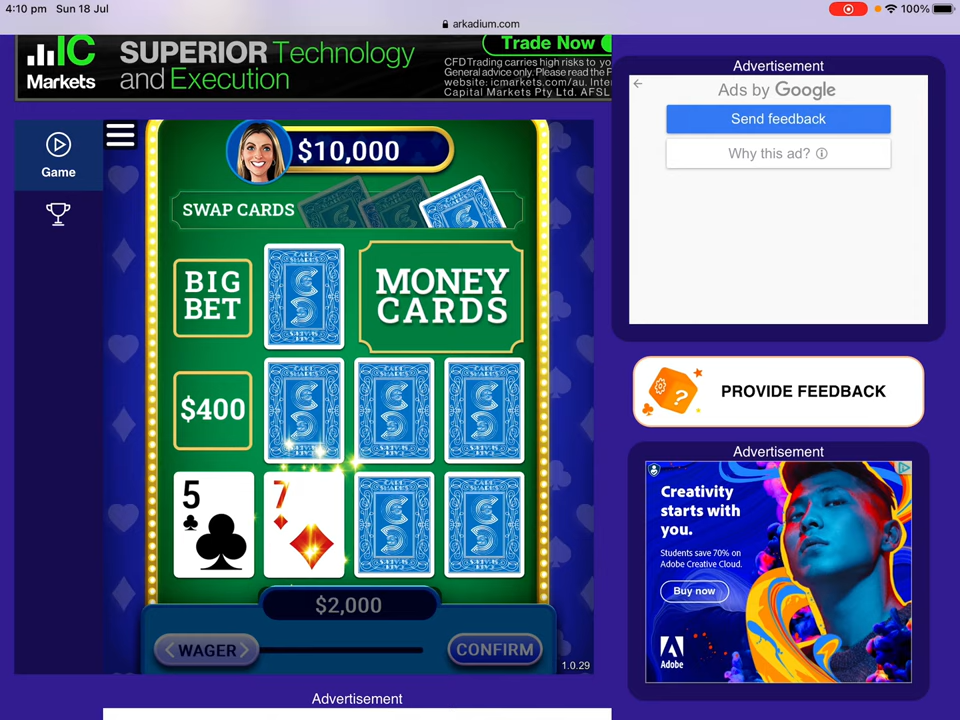 4:10 pm Sun 18 Jul
100%
arkadium.com
IC
Markets
SUPERIOR Technology
and Execution
Trade Now
CFD Trading carries high risks to yo
General advice only. Please read the F
website: icmarkets.com/au. Inte
Capital Markets Pty Ltd. AFSL
Game
$10,000
SWAP CARDS
BIG
BET
CARD
SHARKS
MONEY
CARDS
$400
5
7
$2,000
WAGER
CONFIRM
1.0.29
Advertisement
Advertisement
Ads by Google
Send feedback
Why this ad?
PROVIDE FEEDBACK
Advertisement
Creativity
starts with
you.
Students save 70% on
Adobe Creative Cloud.
Buy now
Adobe